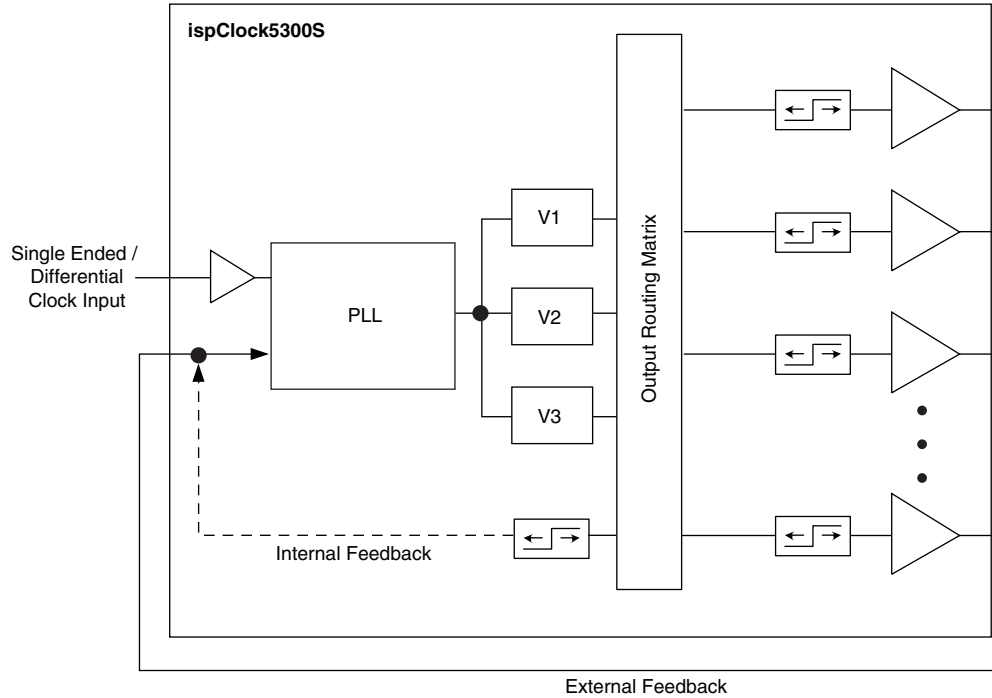 ispClock5300S
Single Ended /
Differential
Clock Input
PLL
V1
V2
V3
Output Routing Matrix
Internal Feedback
External Feedback